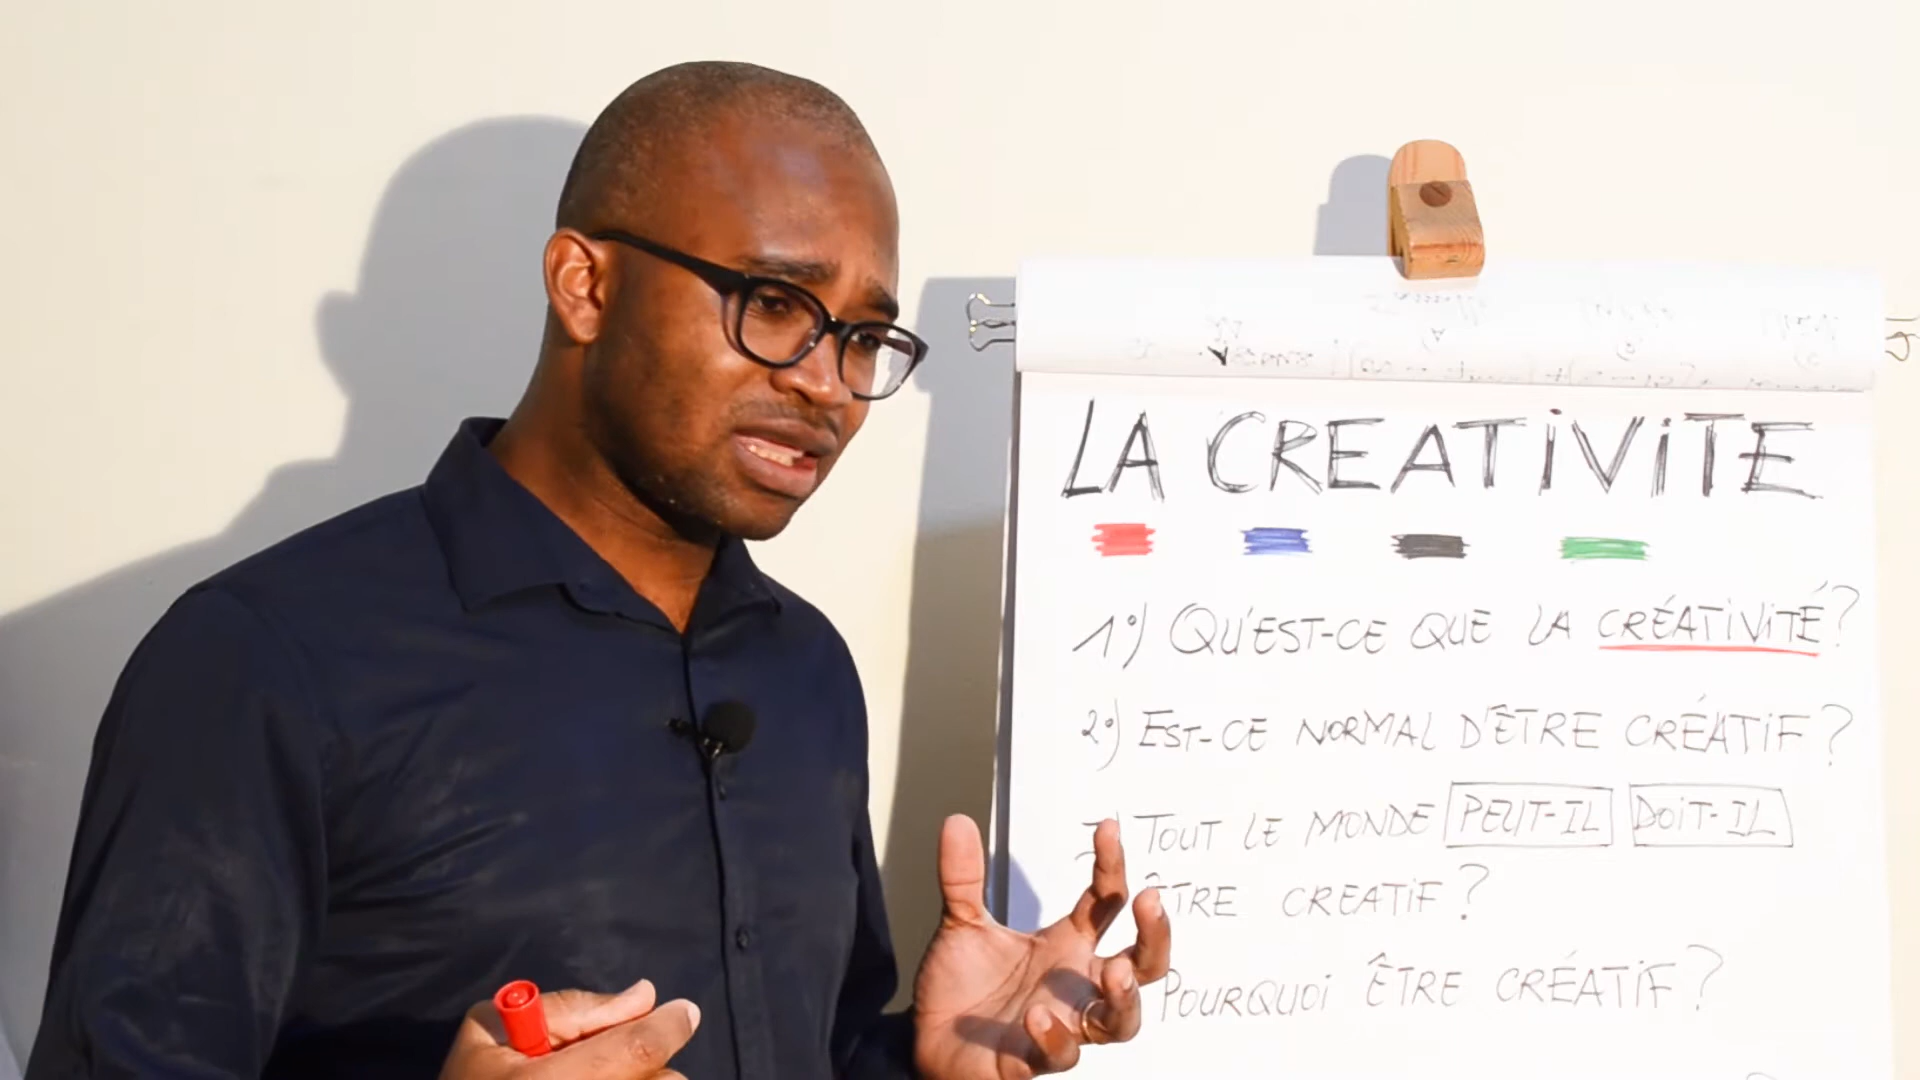 LA CREATIVITE
1°) QU'EST-CE QUE LA CRÉATIVITÉ?
2°) EST-CE NORMAL D'ÊTRE CRÉATIF?
TOUT LE MONDE PEUT-IL DOIT-IL
ÊTRE CREATIF?
POURQUOI ÊTRE CRÉATIF?